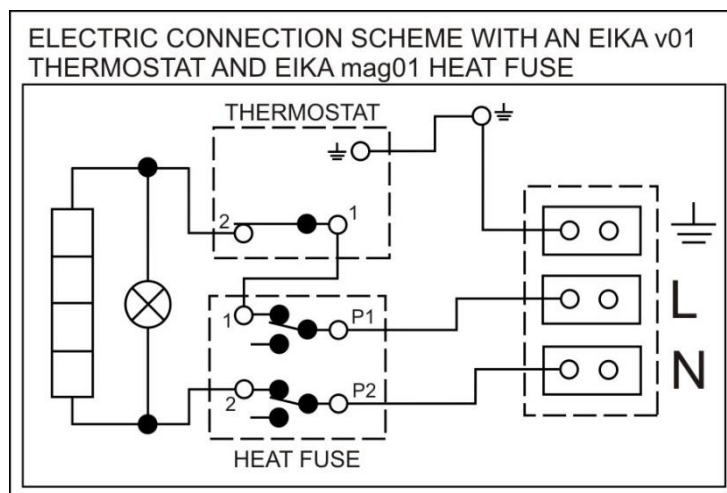 ELECTRIC CONNECTION SCHEME WITH AN EIKA v01
THERMOSTAT AND EIKA mag01 HEAT FUSE
THERMOSTAT
2
1
1
P1
L
2
P2
N
HEAT FUSE